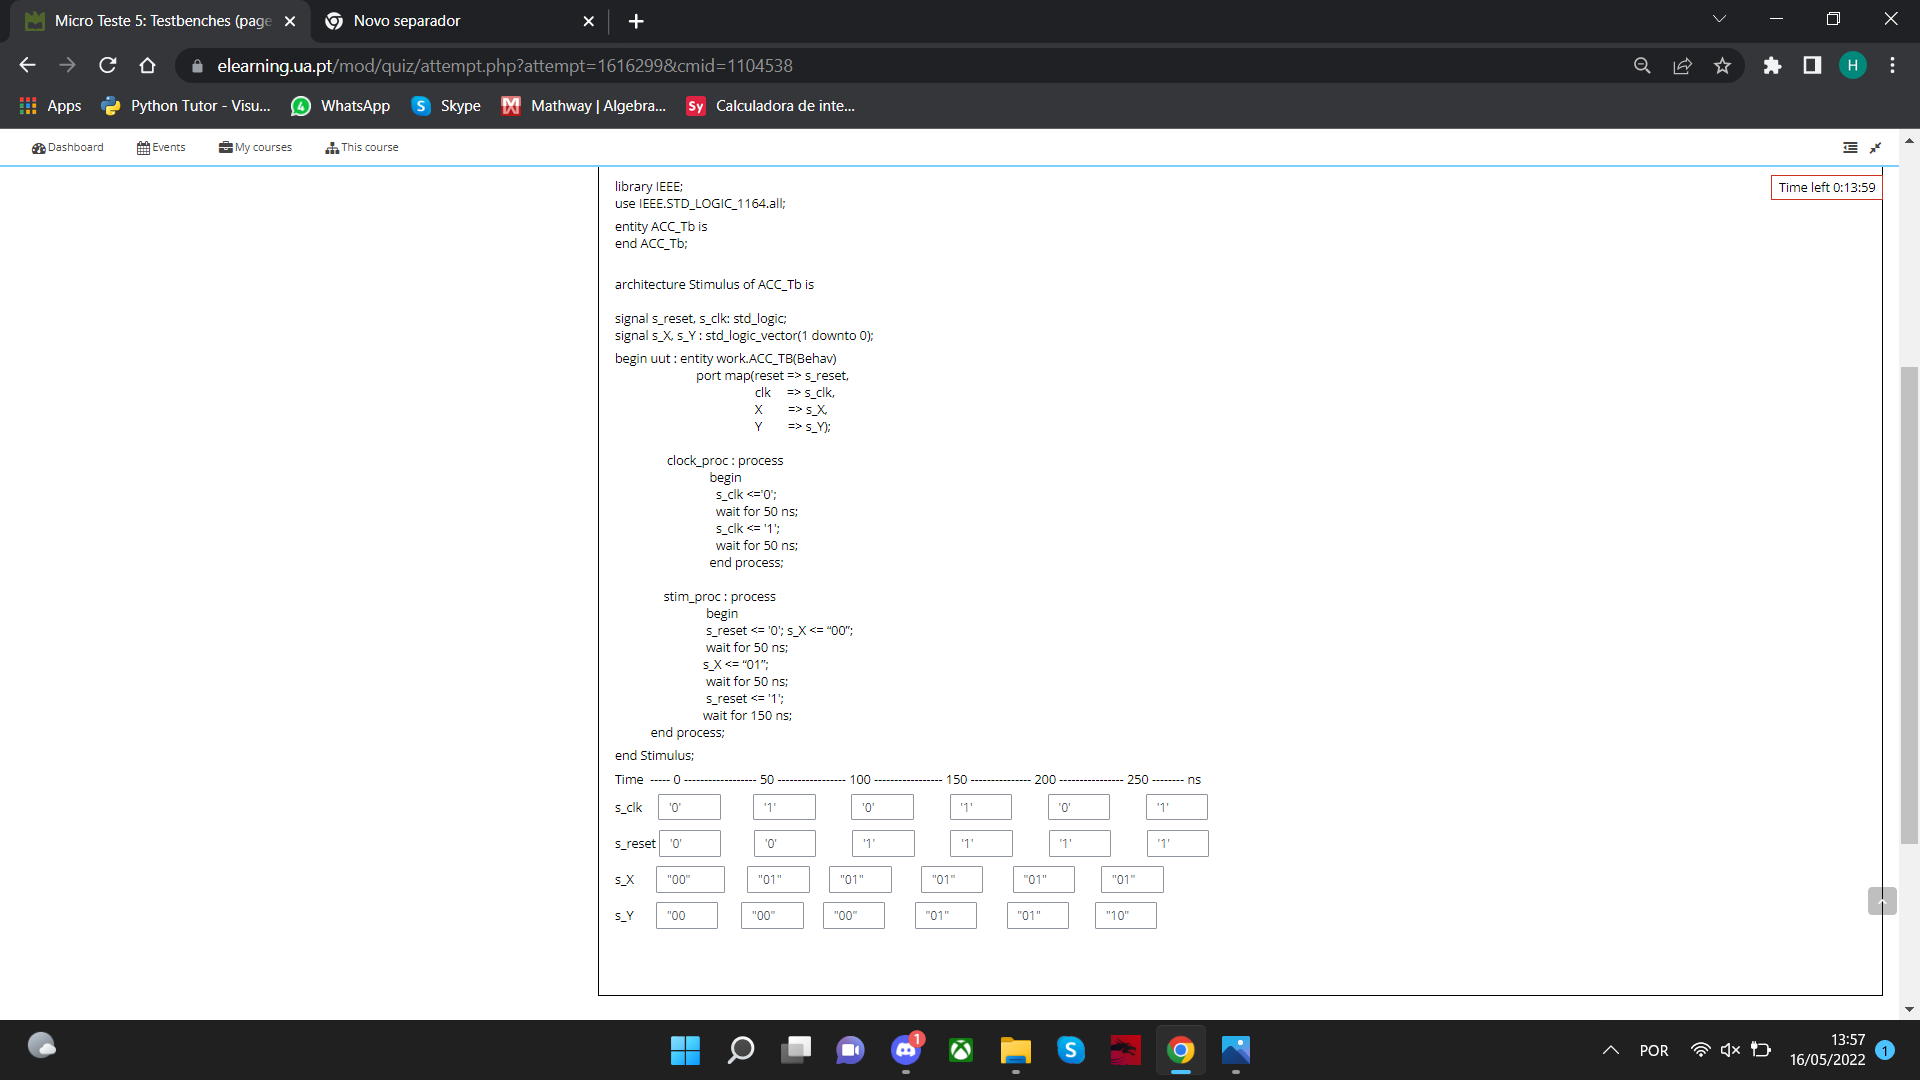 Micro Teste 5: Testbenches (page
Novo separador
elearning.ua.pt/mod/quiz/attempt.php?attempt=1616299&cmid=1104538
H
Apps
Python Tutor - Visu...
4
WhatsApp
S
Skype
Mathway | Algebra...
Sy
Calculadora de inte...
Dashboard
Events
My courses
This course
Time left 0:13:59
library IEEE;
use IEEE.STD_LOGIC_1164.all;
entity ACC_Tb is
end ACC_Tb;
architecture Stimulus of ACC_Tb is
signal s_reset, s_clk: std_logic;
signal s_X, s_Y : std_logic_vector(1 downto 0);
begin uut : entity work.ACC_TB(Behav)
port map(reset => s_reset,
clk => s_clk,
X => s_X,
Y => s_Y);
clock_proc : process
begin
s_clk <='0';
wait for 50 ns;
s_clk <= '1';
wait for 50 ns;
end process;
stim_proc : process
begin
s_reset <= '0'; s_X <= “00”;
wait for 50 ns;
s_X <= “01”;
wait for 50 ns;
s_reset <= '1';
wait for 150 ns;
end process;
end Stimulus;
Time ----- 0 ------------------ 50 ----------------- 100 ----------------- 150 --------------- 200 ---------------- 250 -------- ns
s_clk '0' '1' '0' '1' '0' '1'
s_reset '0' '0' '1' '1' '1' '1'
s_X "00" "01" "01" "01" "01" "01"
s_Y "00 "00" "00" "01" "01" "10"
1
S
POR
13:57
16/05/2022
1